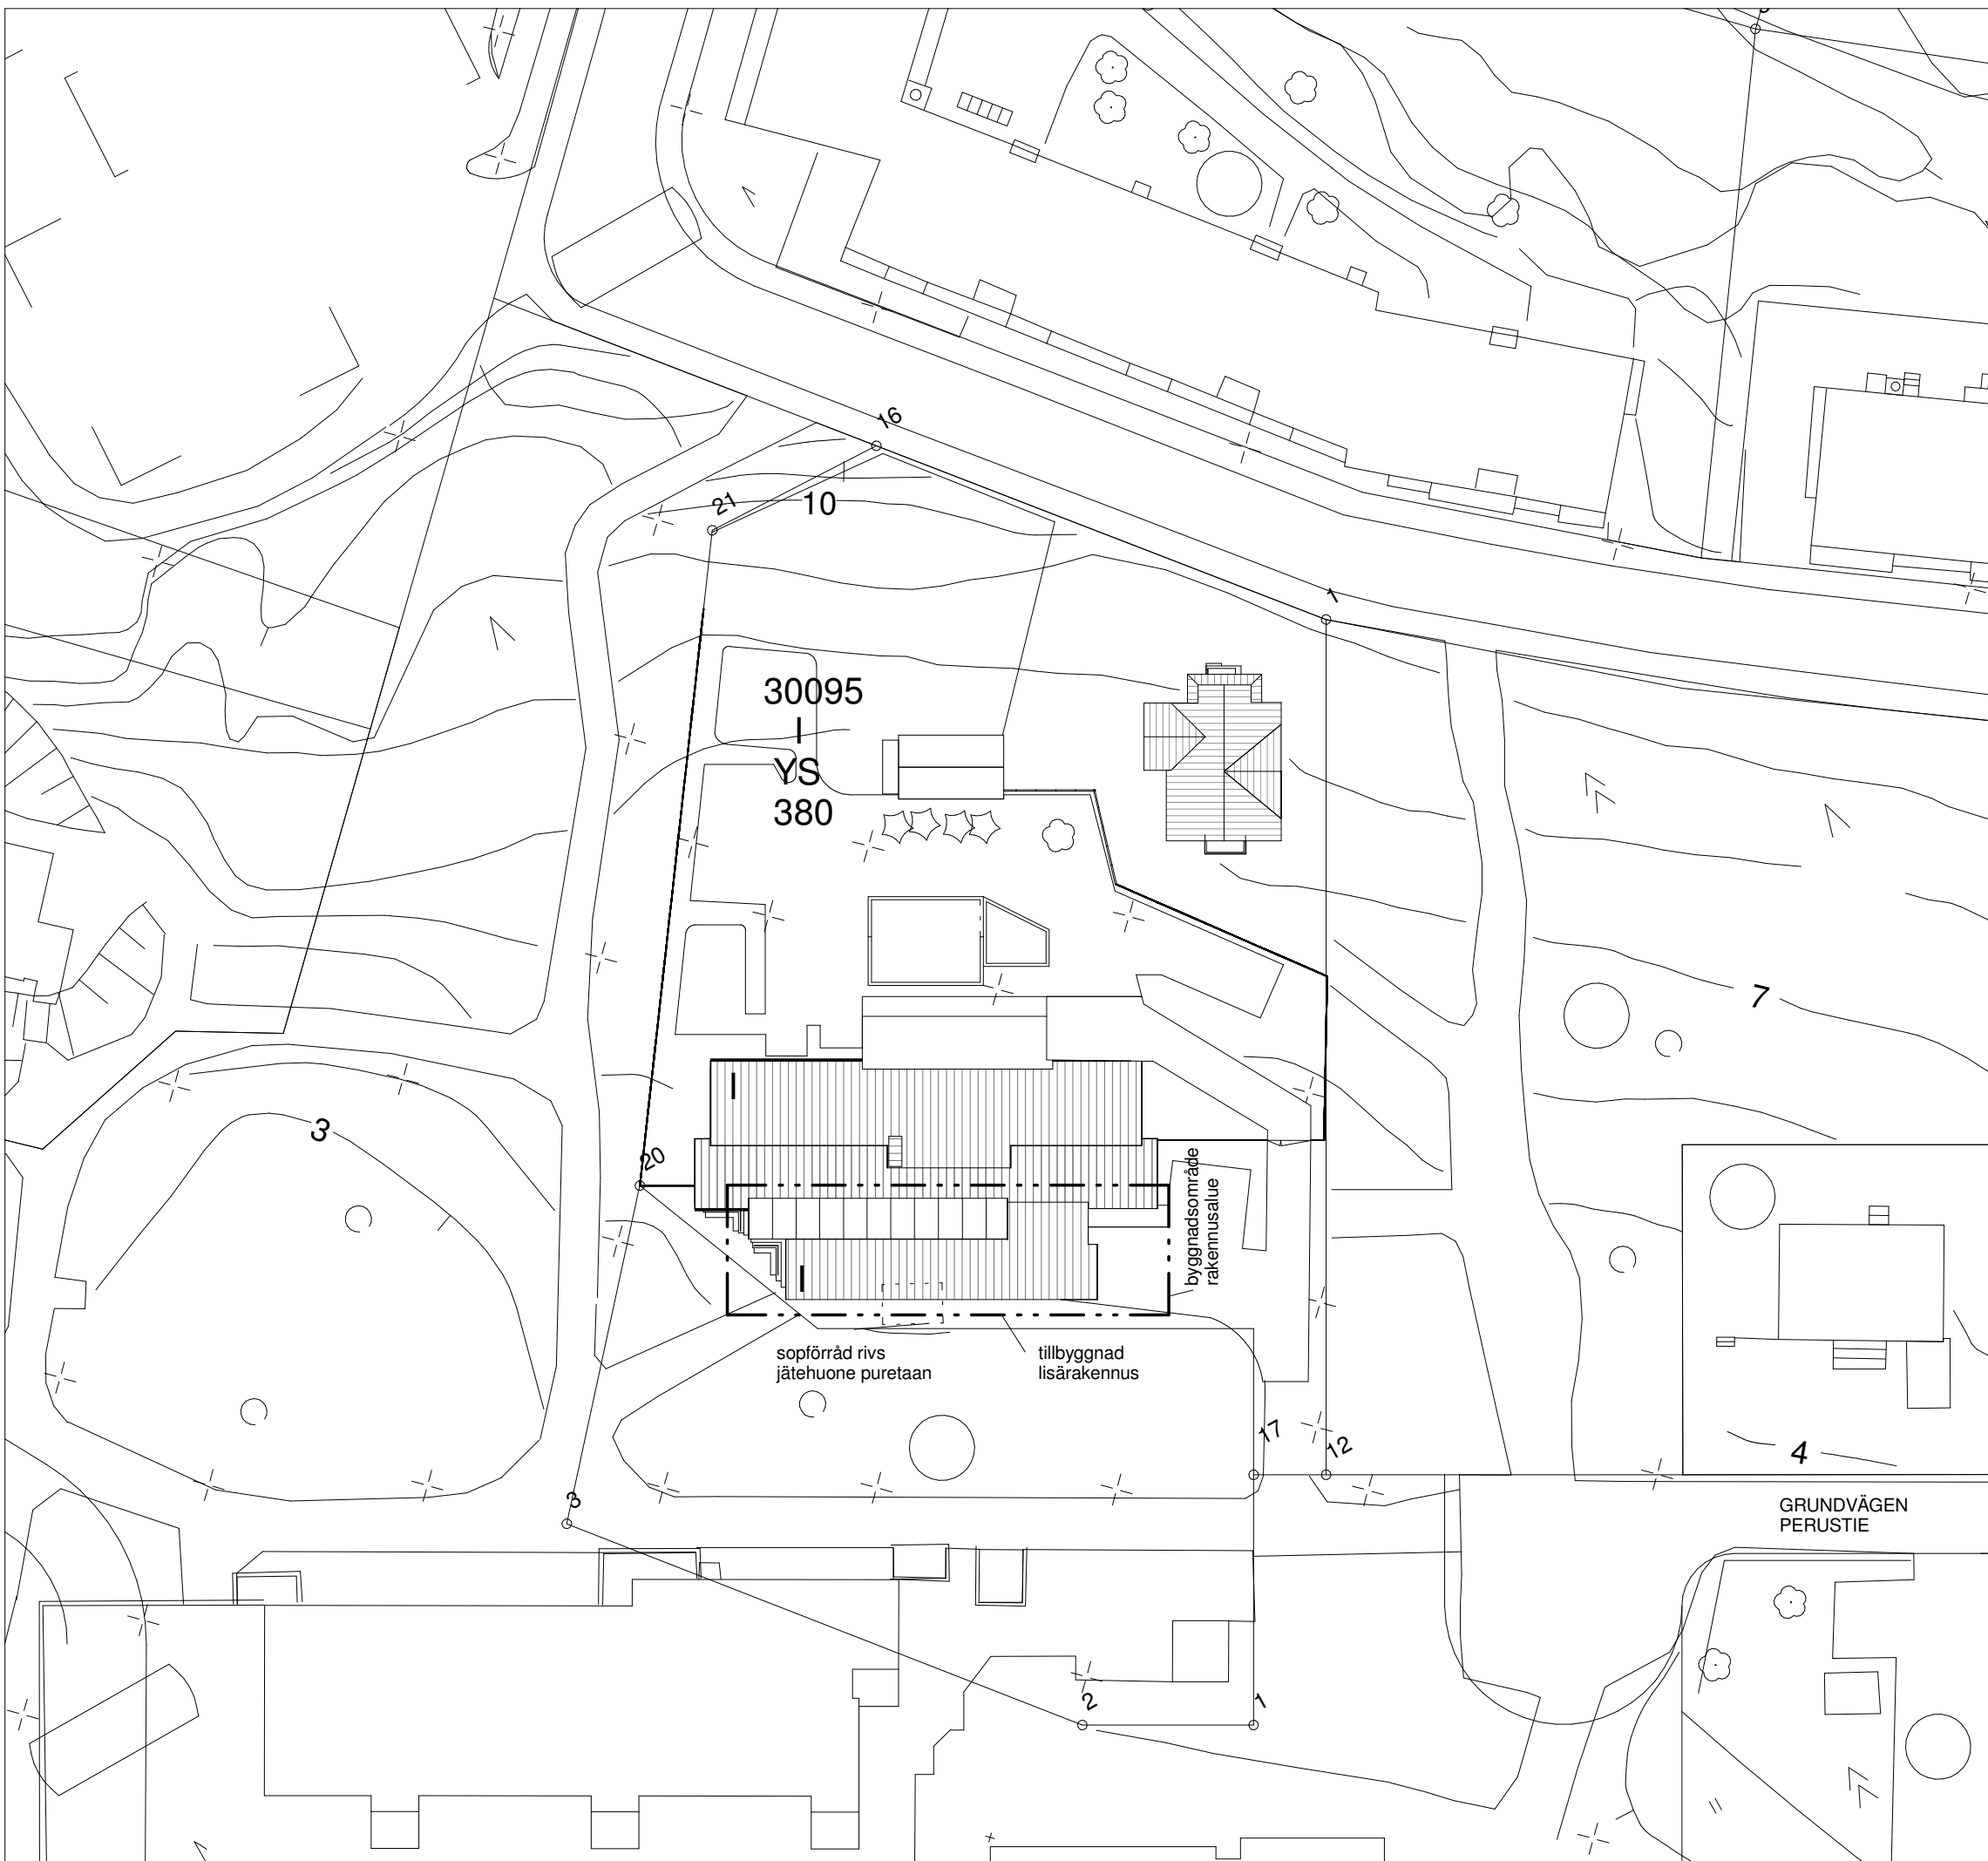 16
21
10
1
30095
I
YS
380
7
3
20
byggnadsområde
rakennusalue
sopförråd rivs
jätehuone puretaan
tillbyggnad
lisärakennus
17
12
4
3
GRUNDVÄGEN
PERUSTIE
2
1
I
I